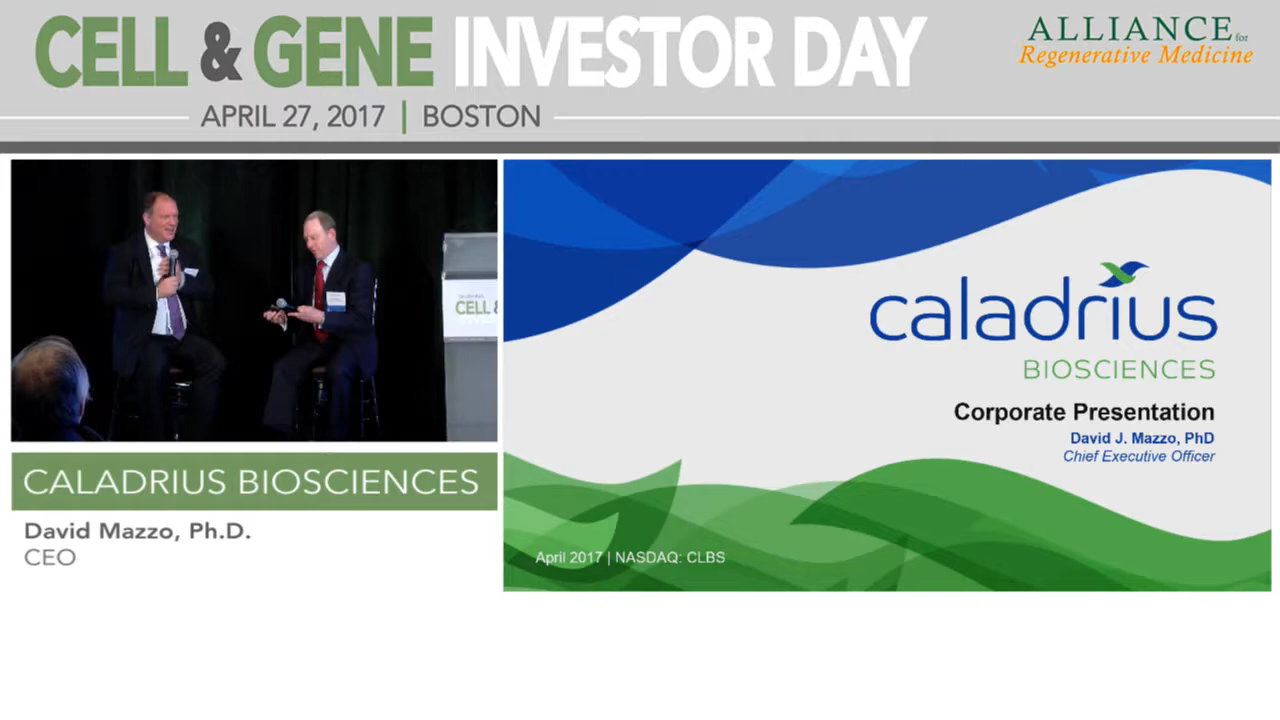 CELL & GENE INVESTOR DAY
APRIL 27, 2017 | BOSTON
ALLIANCE for
Regenerative Medicine
CELL &
CALADRIUS BIOSCIENCES
David Mazzo, Ph.D.
CEO
caladrius
BIOSCIENCES
Corporate Presentation
David J. Mazzo, PhD
Chief Executive Officer
April 2017 | NASDAQ: CLBS